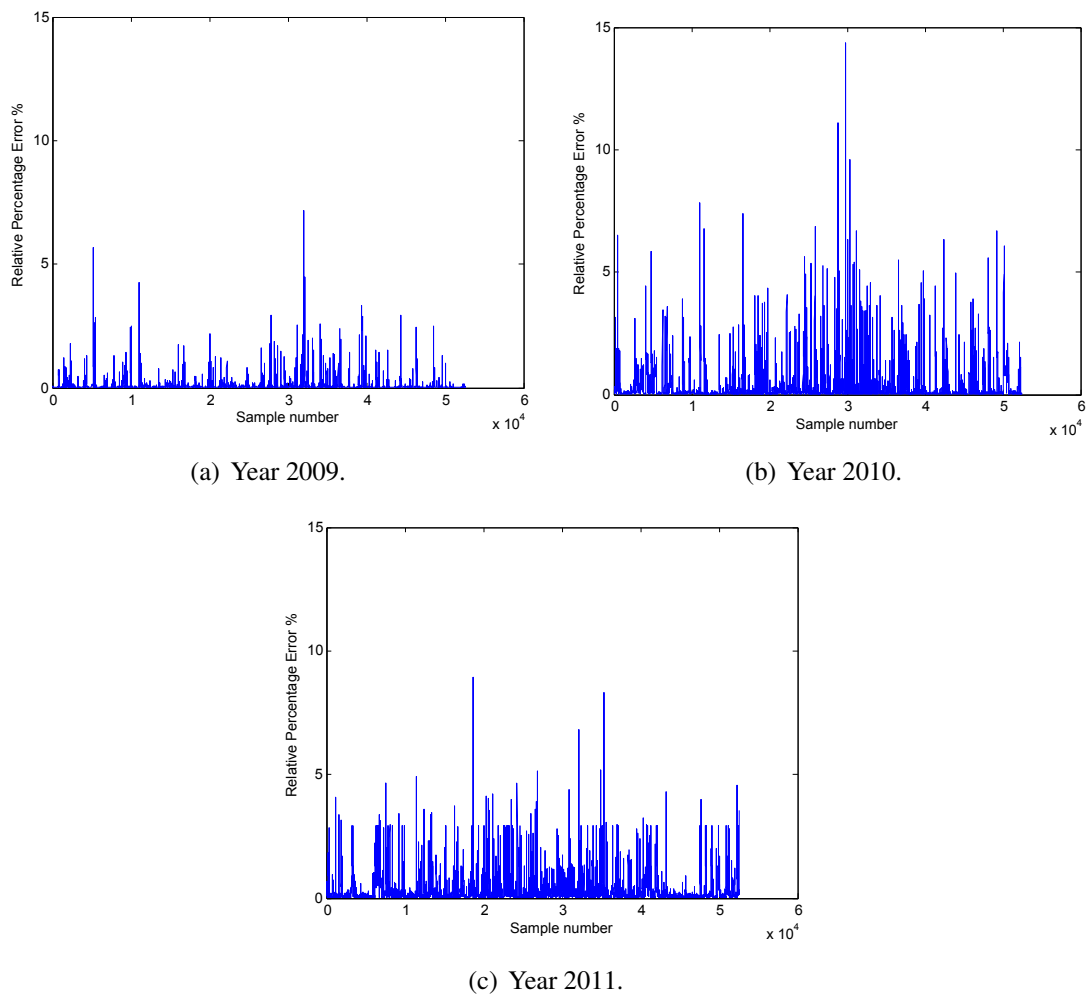 15
10
5
0
Relative Percentage Error %
0 1 2 3 4 5 6
Sample number
x 10^4
(a) Year 2009.
15
10
5
0
Relative Percentage Error %
0 1 2 3 4 5 6
Sample number
x 10^4
(b) Year 2010.
15
10
5
0
Relative Percentage Error %
0 1 2 3 4 5 6
Sample number
x 10^4
(c) Year 2011.